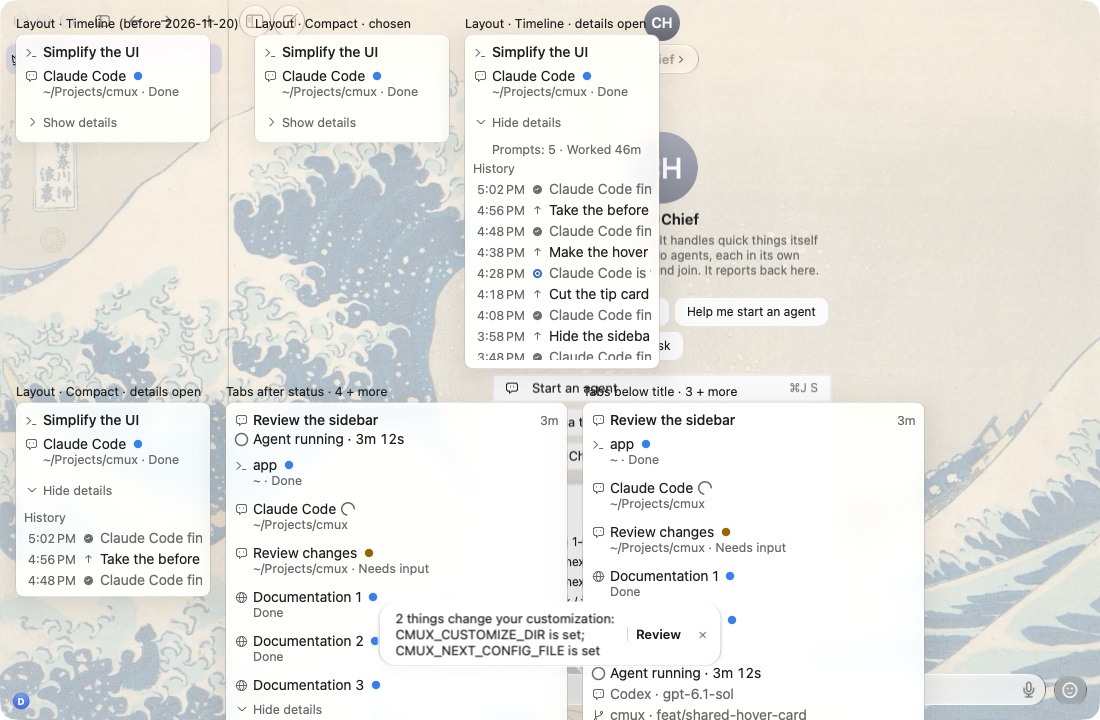 Layout · Timeline (before 2026-11-20)
Simplify the UI
Claude Code
~/Projects/cmux · Done
Show details
Layout · Compact · chosen
Simplify the UI
Claude Code
~/Projects/cmux · Done
Show details
Layout · Timeline · details open
Simplify the UI
Claude Code
~/Projects/cmux · Done
Hide details
Prompts: 5 · Worked 46m
History
5:02 PM Claude Code fin
4:56 PM ↑ Take the before
4:48 PM Claude Code fin
4:38 PM ↑ Make the hover
4:28 PM Claude Code is
4:18 PM ↑ Cut the tip card
4:08 PM Claude Code fin
3:58 PM ↑ Hide the sideba
3:48 PM Claude Code fin
CH
ief
CH
Chief
It handles quick things itself
o agents, each in its own
nd join. It reports back here.
Help me start an agent
sk
Start an agent
⌘J S
Layout · Compact · details open
Simplify the UI
Claude Code
~/Projects/cmux · Done
Hide details
History
5:02 PM Claude Code fin
4:56 PM ↑ Take the before
4:48 PM Claude Code fin
Tabs after status · 4 + more
Review the sidebar 3m
Agent running · 3m 12s
app
~ · Done
Claude Code
~/Projects/cmux
Review changes
~/Projects/cmux · Needs input
Documentation 1
Done
Documentation 2
Done
Documentation 3
Hide details
Tabs below title · 3 + more
Review the sidebar 3m
app
~ · Done
Claude Code
~/Projects/cmux
Review changes
~/Projects/cmux · Needs input
Documentation 1
Done
Agent running · 3m 12s
Codex · gpt-6.1-sol
cmux · feat/shared-hover-card
2 things change your customization:
CMUX_CUSTOMIZE_DIR is set;
CMUX_NEXT_CONFIG_FILE is set
Review ×
D